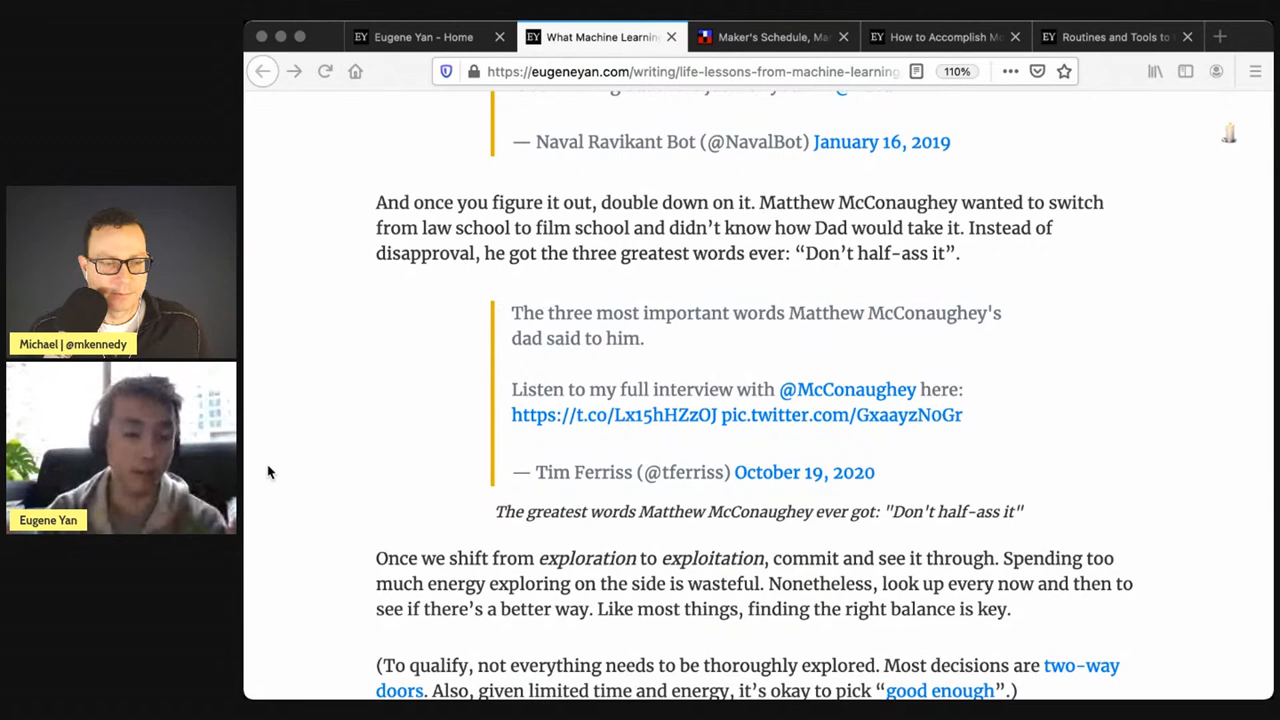 EY Eugene Yan - Home
EY What Machine Learnin
Maker's Schedule, Ma
EY How to Accomplish Mo
EY Routines and Tools to
https://eugeneyan.com/writing/life-lessons-from-machine-learning
110%
— Naval Ravikant Bot (@NavalBot) January 16, 2019
And once you figure it out, double down on it. Matthew McConaughey wanted to switch
from law school to film school and didn’t know how Dad would take it. Instead of
disapproval, he got the three greatest words ever: “Don’t half-ass it”.
The three most important words Matthew McConaughey's
dad said to him.
Listen to my full interview with @McConaughey here:
https://t.co/Lx15hHZzOJ pic.twitter.com/GxaayzN0Gr
— Tim Ferriss (@tferriss) October 19, 2020
The greatest words Matthew McConaughey ever got: "Don't half-ass it"
Once we shift from exploration to exploitation, commit and see it through. Spending too
much energy exploring on the side is wasteful. Nonetheless, look up every now and then to
see if there’s a better way. Like most things, finding the right balance is key.
(To qualify, not everything needs to be thoroughly explored. Most decisions are two-way
doors. Also, given limited time and energy, it’s okay to pick “good enough”.)
Michael | @mkennedy
Eugene Yan